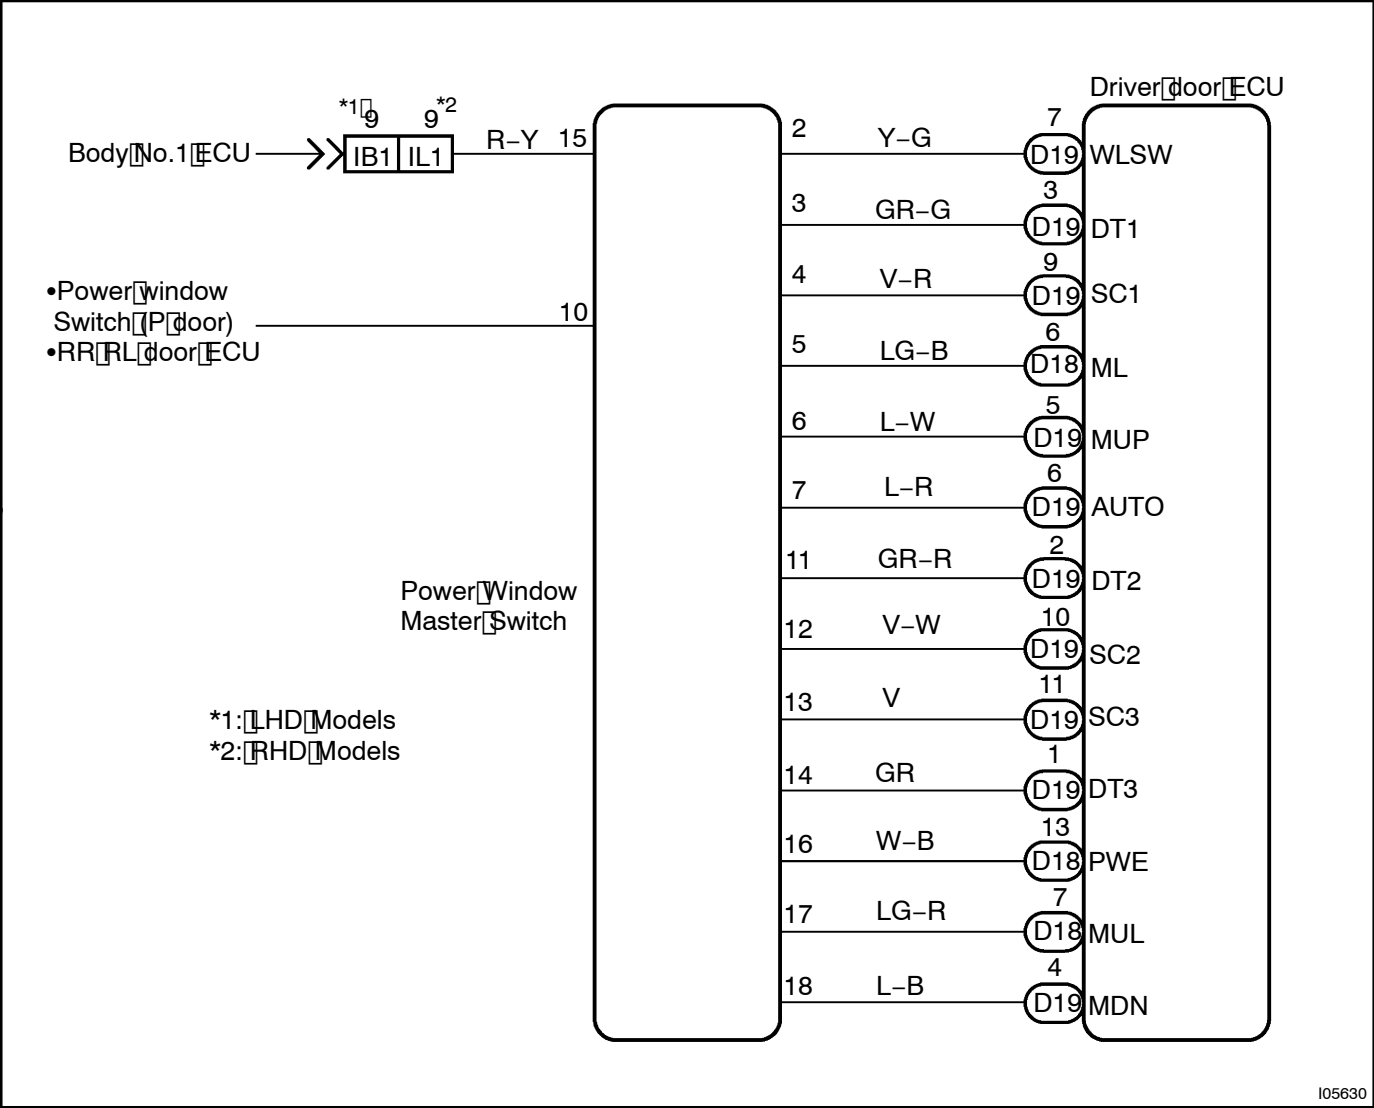 Driver door ECU
*1 *2
9 9
Body No.1 ECU IB1 IL1 R–Y 15
2 Y–G 7 D19 WLSW
3 GR–G 3 D19 DT1
4 V–R 9 D19 SC1
•Power window
Switch (P door)
•RR RL door ECU
10
5 LG–B 6 D18 ML
6 L–W 5 D19 MUP
7 L–R 6 D19 AUTO
11 GR–R 2 D19 DT2
Power Window
Master Switch
12 V–W 10 D19 SC2
13 V 11 D19 SC3
*1: LHD Models
*2: RHD Models
14 GR 1 D19 DT3
16 W–B 13 D18 PWE
17 LG–R 7 D18 MUL
18 L–B 4 D19 MDN
I05630